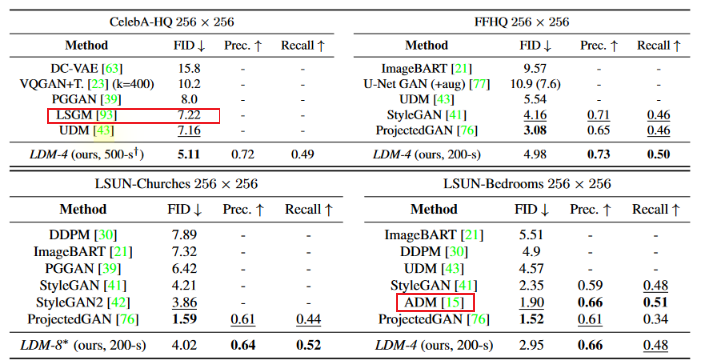 CelebA-HQ 256 × 256
Method FID ↓ Prec. ↑ Recall ↑
DC-VAE [63] 15.8 - -
VQGAN+T. [23] (k=400) 10.2 - -
PGGAN [39] 8.0 - -
LSGM [93] 7.22 - -
UDM [43] 7.16 - -
LDM-4 (ours, 500-s†) 5.11 0.72 0.49
FFHQ 256 × 256
Method FID ↓ Prec. ↑ Recall ↑
ImageBART [21] 9.57 - -
U-Net GAN (+aug) [77] 10.9 (7.6) - -
UDM [43] 5.54 - -
StyleGAN [41] 4.16 0.71 0.46
ProjectedGAN [76] 3.08 0.65 0.46
LDM-4 (ours, 200-s) 4.98 0.73 0.50
LSUN-Churches 256 × 256
Method FID ↓ Prec. ↑ Recall ↑
DDPM [30] 7.89 - -
ImageBART [21] 7.32 - -
PGGAN [39] 6.42 - -
StyleGAN [41] 4.21 - -
StyleGAN2 [42] 3.86 - -
ProjectedGAN [76] 1.59 0.61 0.44
LDM-8* (ours, 200-s) 4.02 0.64 0.52
LSUN-Bedrooms 256 × 256
Method FID ↓ Prec. ↑ Recall ↑
ImageBART [21] 5.51 - -
DDPM [30] 4.9 - -
UDM [43] 4.57 - -
StyleGAN [41] 2.35 0.59 0.48
ADM [15] 1.90 0.66 0.51
ProjectedGAN [76] 1.52 0.61 0.34
LDM-4 (ours, 200-s) 2.95 0.66 0.48